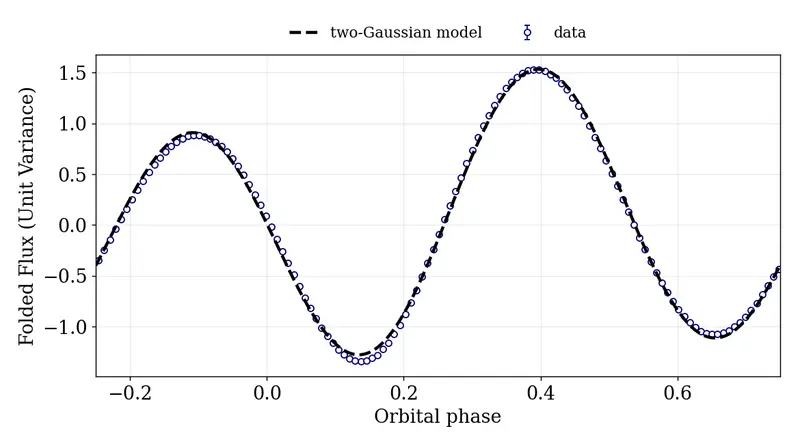 two-Gaussian model
data
Folded Flux (Unit Variance)
1.5
1.0
0.5
0.0
−0.5
−1.0
−0.2
0.0
0.2
0.4
0.6
Orbital phase